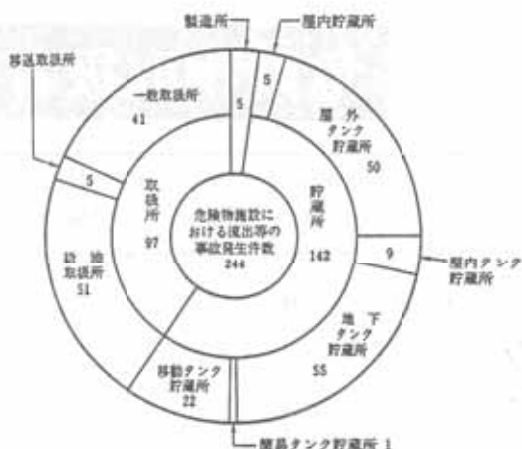 製造所
5
屋内貯蔵所
5
屋外
タンク
貯蔵所
50
屋内タンク
貯蔵所
9
地下
タンク
貯蔵所
55
簡易タンク貯蔵所 1
移動タンク
貯蔵所
22
給油
取扱所
51
移送取扱所
5
一般取扱所
41
貯蔵所
142
取扱所
97
危険物施設に
おける流出等の
事故発生件数
244